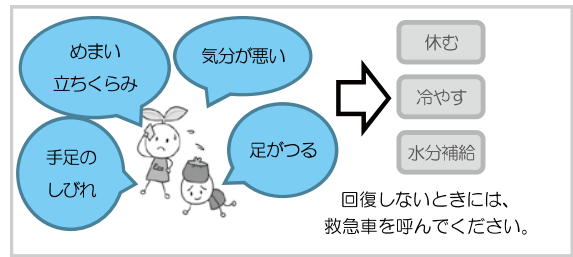 めまい
立ちくらみ
気分が悪い
手足の
しびれ
足がつる
休む
冷やす
水分補給
回復しないときには、
救急車を呼んでください。